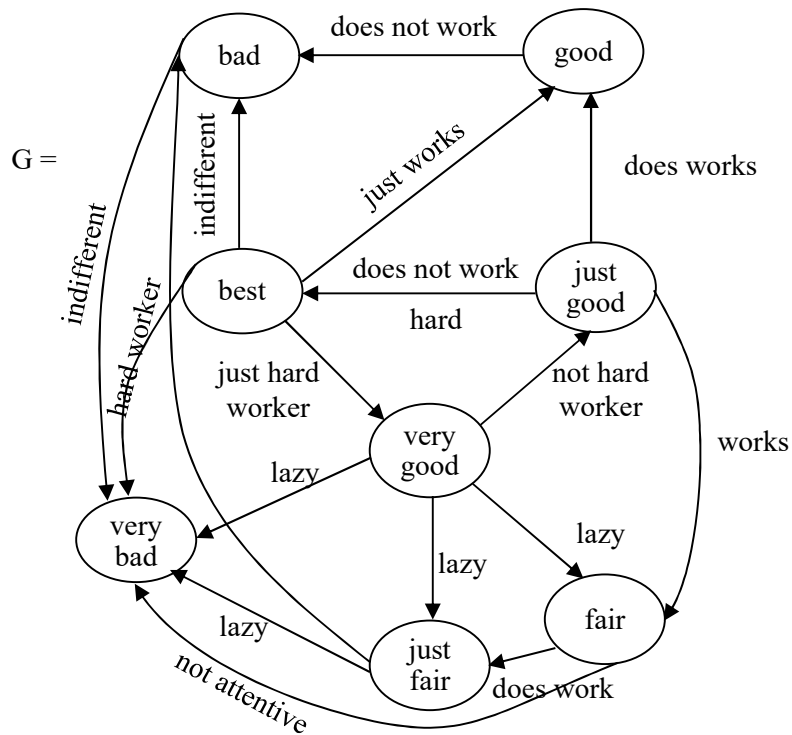 does not work
bad
good
indifferent
just works
G =
does works
indifferent
does not work
just
good
best
hard
hard worker
just hard
worker
not hard
worker
very
good
works
lazy
very
bad
lazy
lazy
fair
lazy
just
fair
not attentive
does work